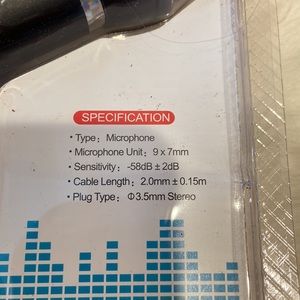 SPECIFICATION
• Type：Microphone
• Microphone Unit：9 x 7mm
• Sensitivity：-58dB ± 2dB
• Cable Length：2.0mm ± 0.15m
• Plug Type：Φ3.5mm Stereo